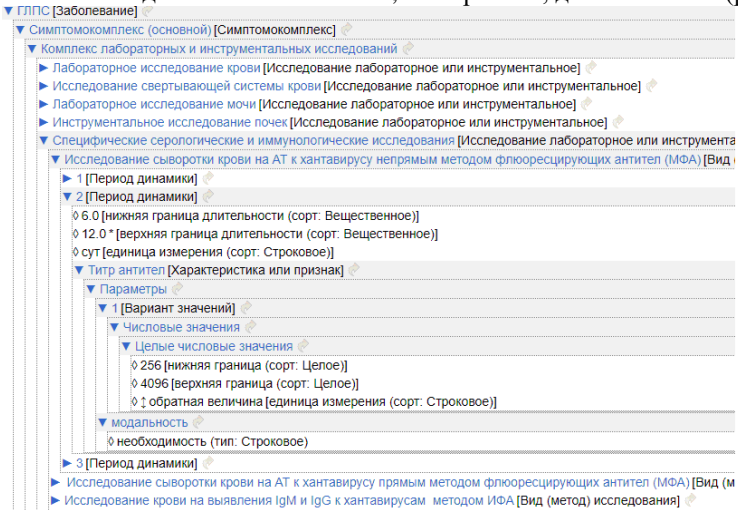 ▼ ГЛПС [Заболевание]
▼ Симптомокомплекс (основной) [Симптомокомплекс]
▼ Комплекс лабораторных и инструментальных исследований
► Лабораторное исследование крови [Исследование лабораторное или инструментальное]
► Исследование свертывающей системы крови [Исследование лабораторное или инструментальное]
► Лабораторное исследование мочи [Исследование лабораторное или инструментальное]
► Инструментальное исследование почек [Исследование лабораторное или инструментальное]
▼ Специфические серологические и иммунологические исследования [Исследование лабораторное или инструмента
▼ Исследование сыворотки крови на АТ к хантавирусу непрямым методом флюоресцирующих антител (МФА) [Вид
► 1 [Период динамики]
▼ 2 [Период динамики]
◊ 6.0 [нижняя граница длительности (сорт: Вещественное)]
◊ 12.0 * [верхняя граница длительности (сорт: Вещественное)]
◊ сут [единица измерения (сорт: Строковое)]
▼ Титр антител [Характеристика или признак]
▼ Параметры
▼ 1 [Вариант значений]
▼ Числовые значения
▼ Целые числовые значения
◊ 256 [нижняя граница (сорт: Целое)]
◊ 4096 [верхняя граница (сорт: Целое)]
◊ ↕ обратная величина [единица измерения (сорт: Строковое)]
▼ модальность
◊ необходимость (тип: Строковое)
► 3 [Период динамики]
► Исследование сыворотки крови на АТ к хантавирусу прямым методом флюоресцирующих антител (МФА) [Вид (м
► Исследование крови на выявления IgM и IgG к хантавирусам методом ИФА [Вид (метод) исследования]